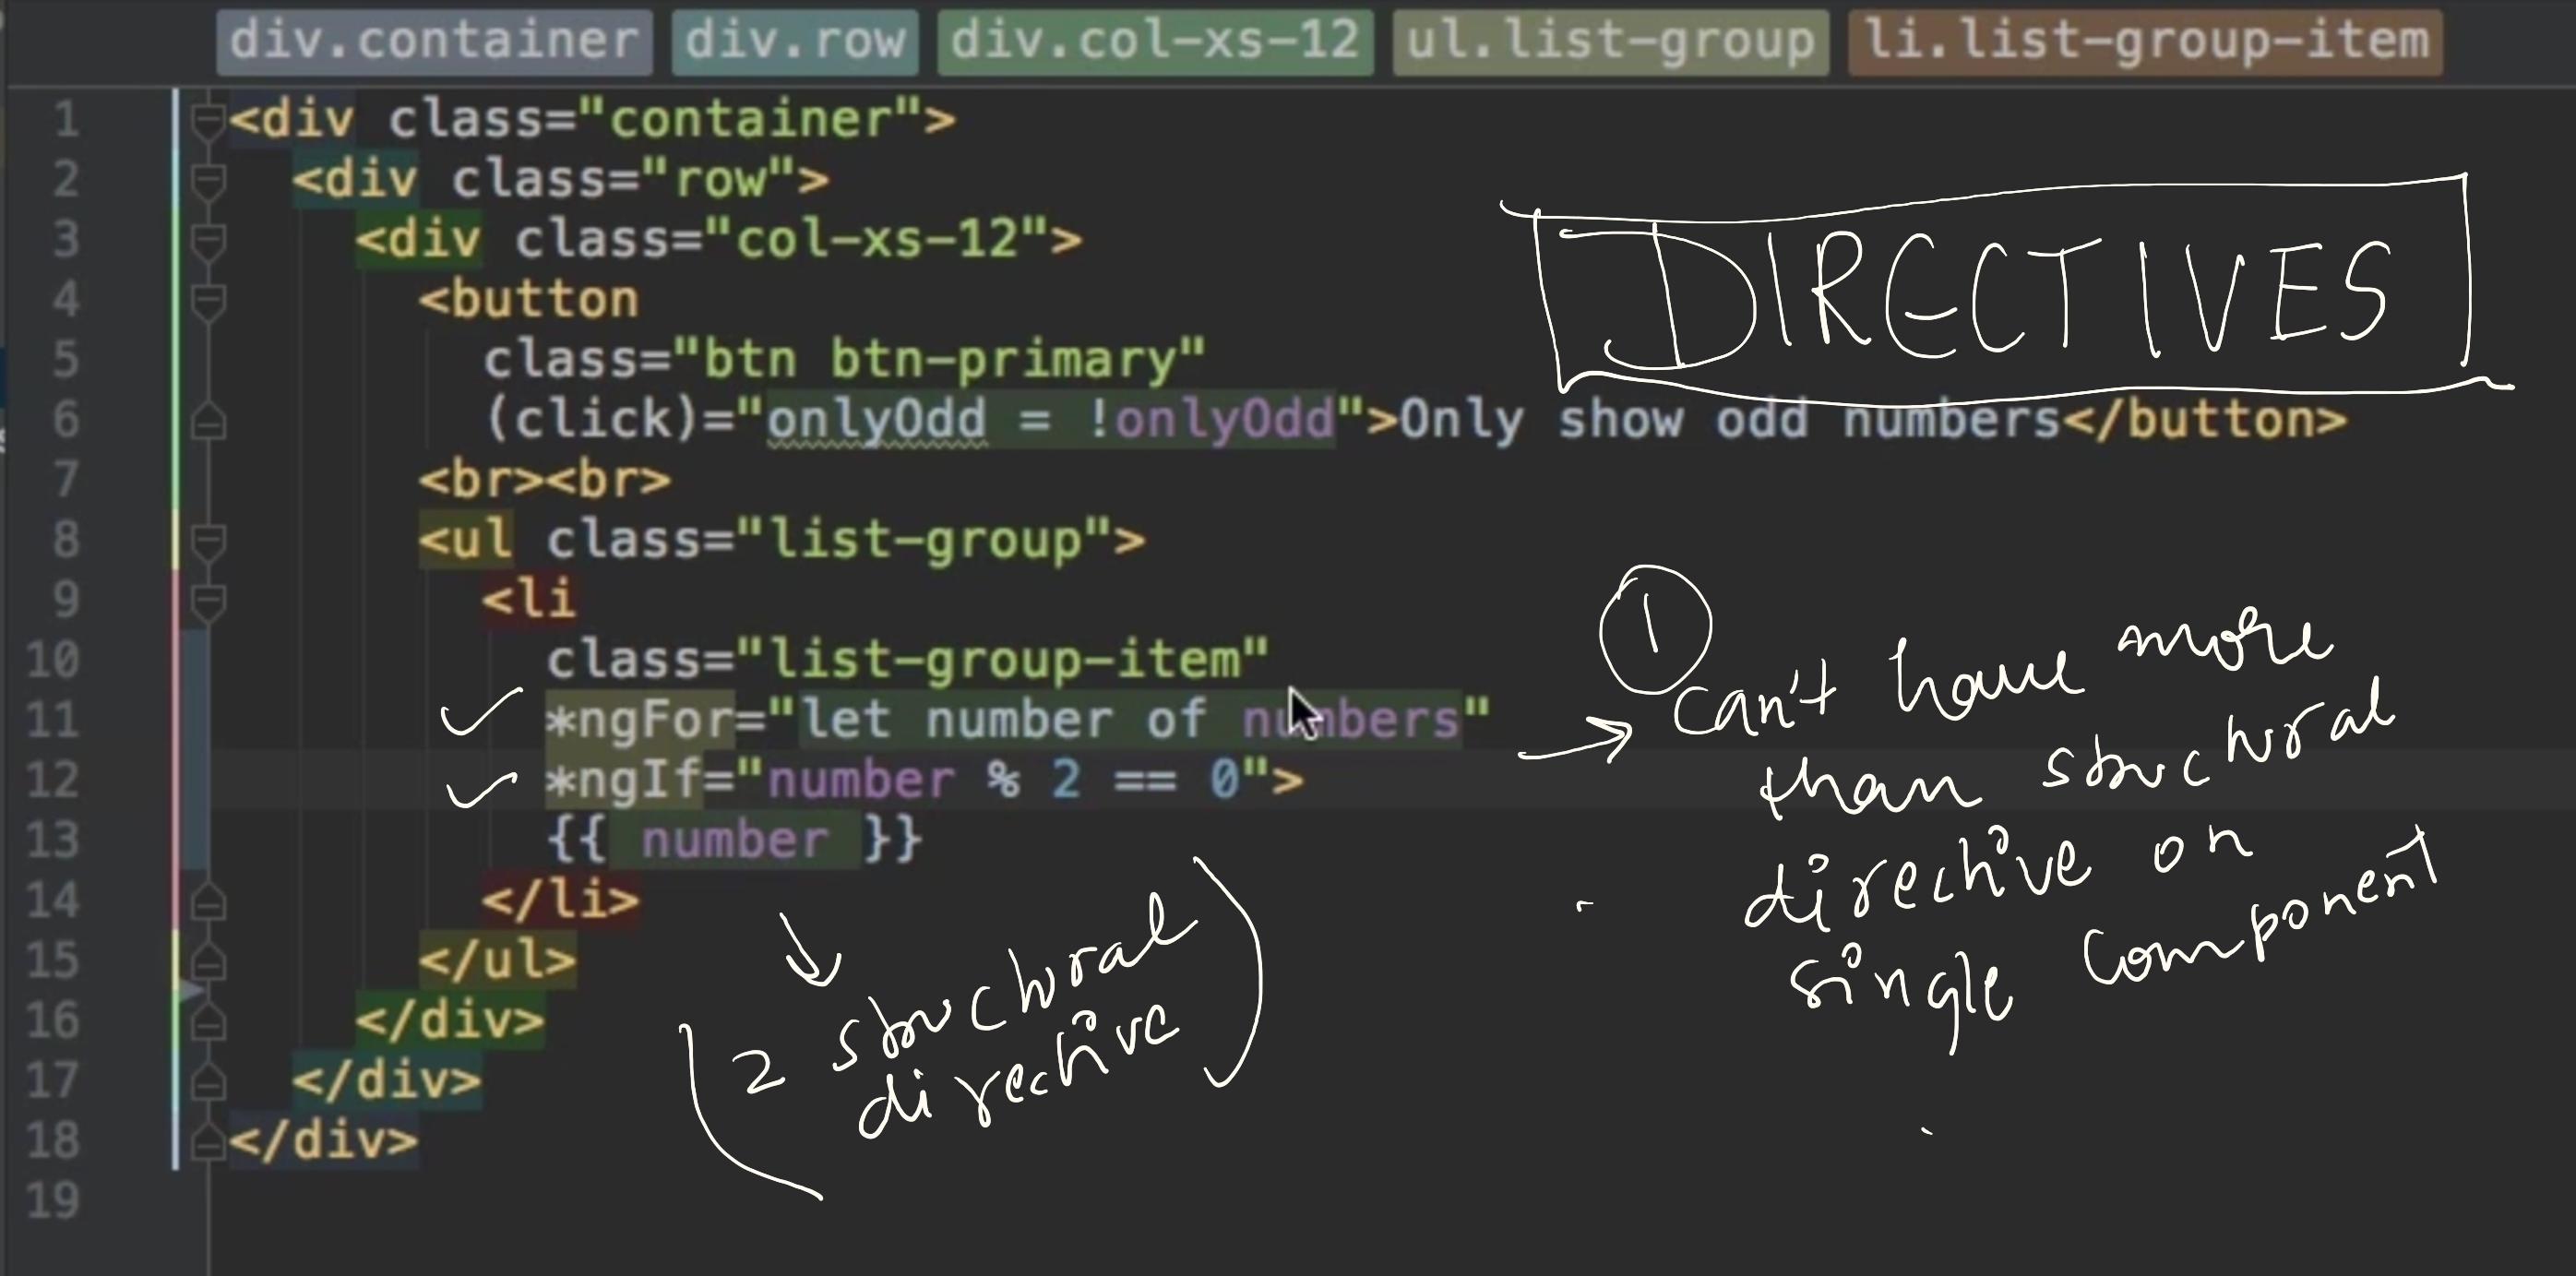 div.container div.row div.col-xs-12 ul.list-group li.list-group-item
1 <div class="container">
2 <div class="row">
3 <div class="col-xs-12">
4 <button
5 class="btn btn-primary"
6 (click)="onlyOdd = !onlyOdd">Only show odd numbers</button>
7 <br><br>
8 <ul class="list-group">
9 <li
10 class="list-group-item"
11 *ngFor="let number of numbers"
12 *ngIf="number % 2 == 0">
13 {{ number }}
14 </li>
15 </ul>
16 </div>
17 </div>
18 </div>
19
DIRECTIVES
1
can't have more
than structural
directive on
single component
2 structural
directive